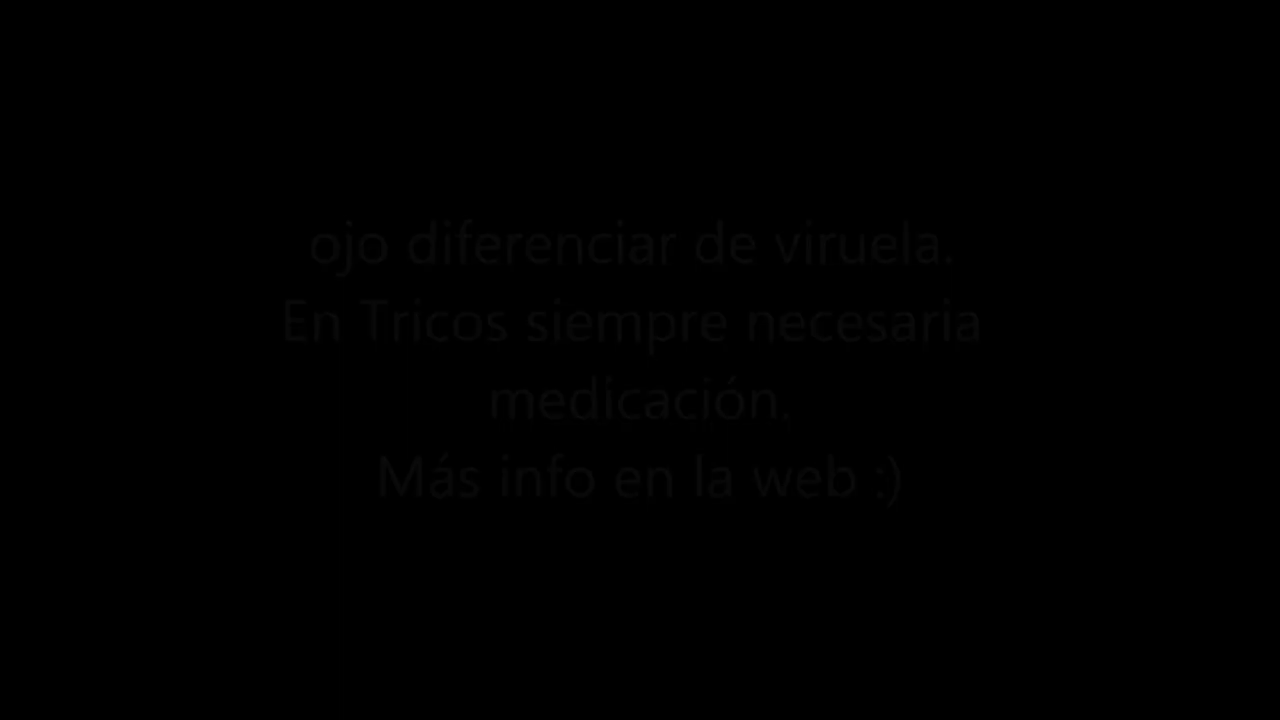 ojo diferenciar de viruela.
En Tricos siempre necesaria
medicación.
Más info en la web :)